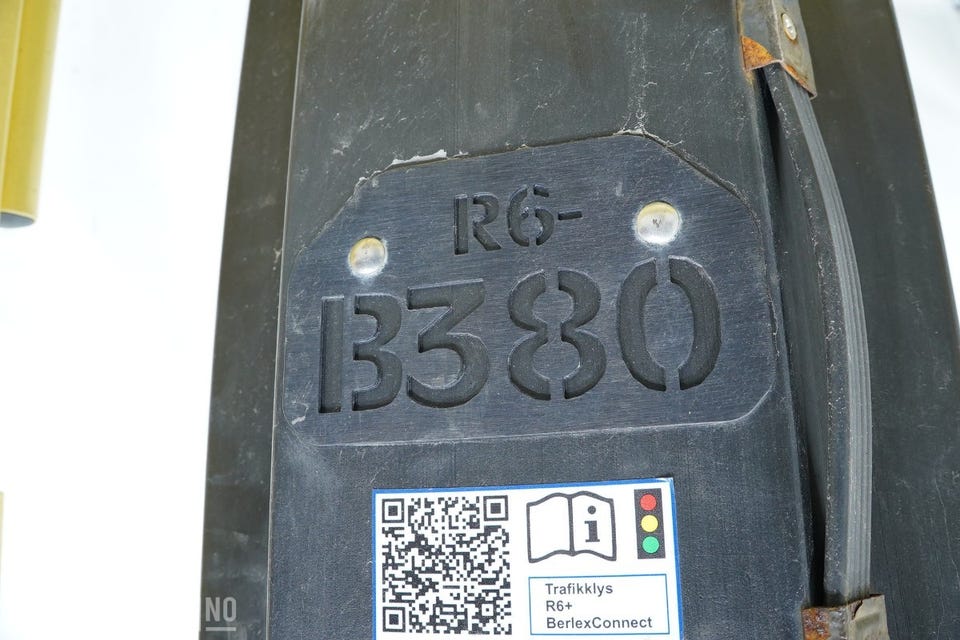 R6-
B380
i
Trafikklys
R6+
BerlexConnect
NO